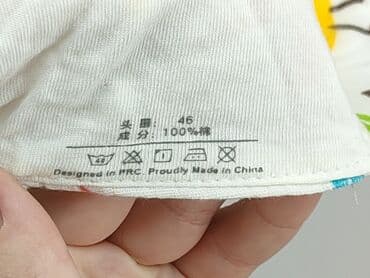 头 围: 46
成 分: 100%棉
Designed in PRC. Proudly Made in China